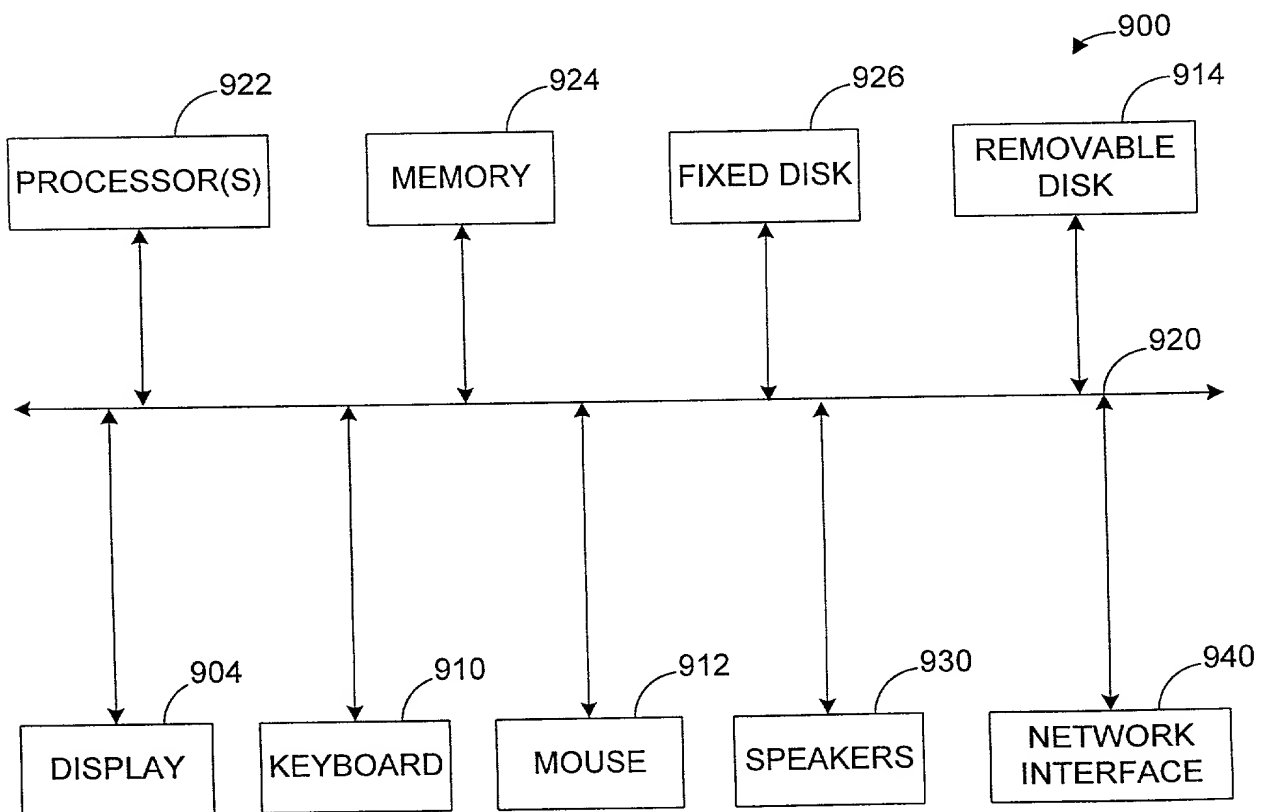 900
922
924
926
914
PROCESSOR(S)
MEMORY
FIXED DISK
REMOVABLE
DISK
920
904
910
912
930
940
DISPLAY
KEYBOARD
MOUSE
SPEAKERS
NETWORK
INTERFACE